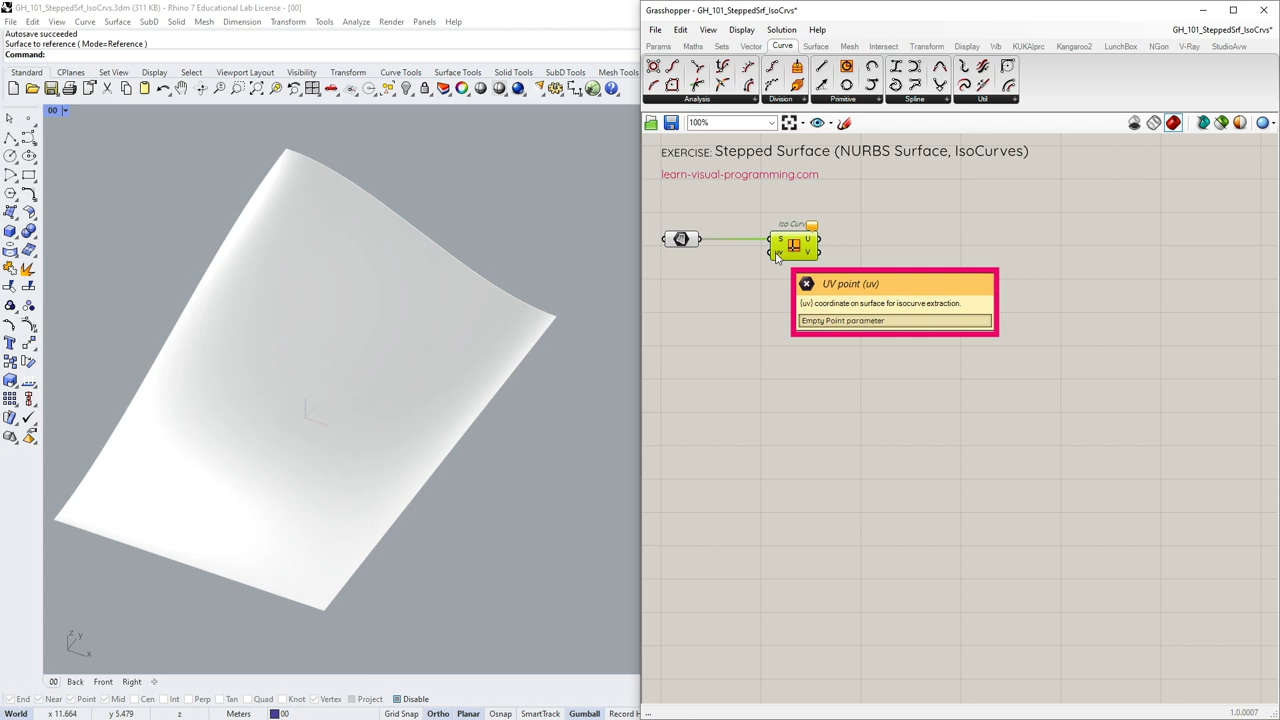 GH_101_SteppedSrf_IsoCrvs.3dm (311 KB) - Rhino 7 Educational Lab License - [00]
File Edit View Curve Surface SubD Solid Mesh Dimension Transform Tools Analyze Render Panels Help
Autosave succeeded
Surface to reference ( Mode=Reference )
Command:
Standard CPlanes Set View Display Select Viewport Layout Visibility Transform Curve Tools Surface Tools Solid Tools SubD Tools Mesh Tools
00
z y
x
00 Back Front Right
End Near Point Mid Cen Int Perp Tan Quad Knot Vertex Project Disable
World x 11.664 y 5.479 z Meters 00 Grid Snap Ortho Planar Osnap SmartTrack Gumball Record H
Grasshopper - GH_101_SteppedSrf_IsoCrvs*
File Edit View Display Solution Help GH_101_SteppedSrf_IsoCrvs*
Params Maths Sets Vector Curve Surface Mesh Intersect Transform Display Wb KUKA|prc Kangaroo2 LunchBox NGon V-Ray StudioAvw
Analysis Division Primitive Spline Util
100%
EXERCISE: Stepped Surface (NURBS Surface, IsoCurves)
learn-visual-programming.com
Iso Curv
S U
uv V
UV point (uv)
{uv} coordinate on surface for isocurve extraction.
Empty Point parameter
... 1.0.0007